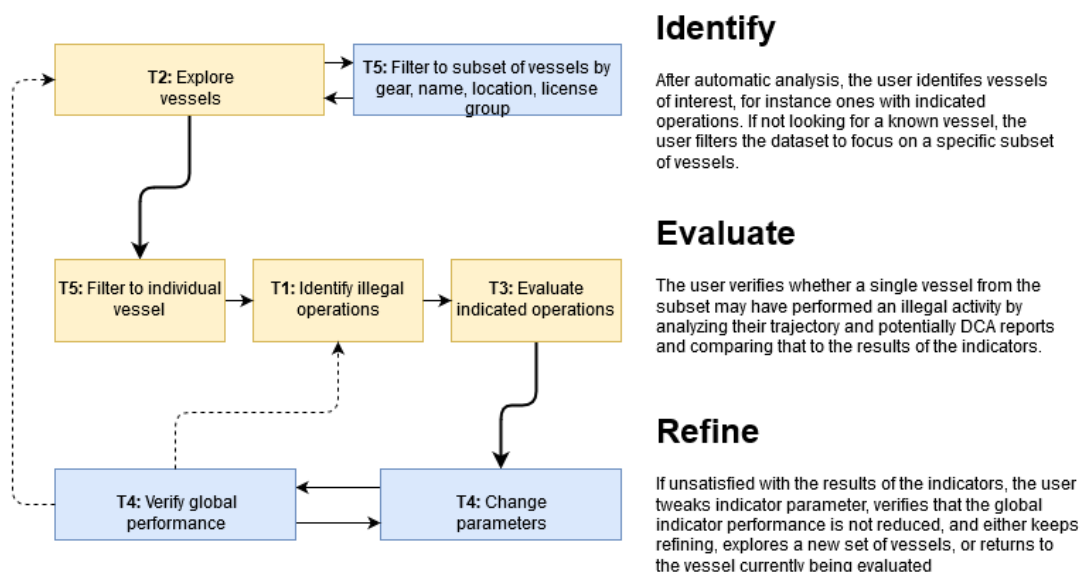 Identify
T2: Explore
vessels
T5: Filter to subset of vessels by
gear, name, location, license
group
After automatic analysis, the user identifes vessels
of interest, for instance ones with indicated
operations. If not looking for a known vessel, the
user filters the dataset to focus on a specific subset
of vessels.
Evaluate
T5: Filter to individual
vessel
T1: Identify illegal
operations
T3: Evaluate
indicated operations
The user verifies whether a single vessel from the
subset may have performed an illegal activity by
analyzing their trajectory and potentially DCA reports
and comparing that to the results of the indicators.
Refine
T4: Verify global
performance
T4: Change
parameters
If unsatisfied with the results of the indicators, the user
tweaks indicator parameter, verifies that the global
indicator performance is not reduced, and either keeps
refining, explores a new set of vessels, or returns to
the vessel currently being evaluated